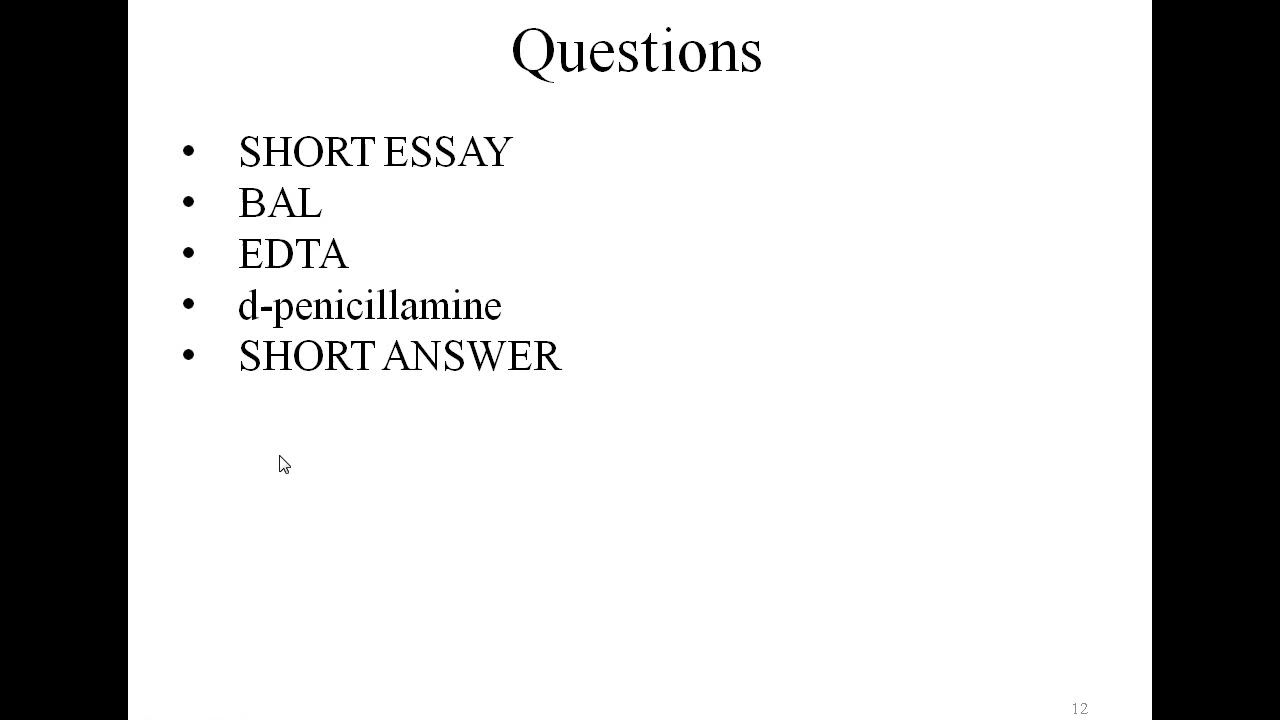 Questions
• SHORT ESSAY
• BAL
• EDTA
• d-penicillamine
• SHORT ANSWER
12